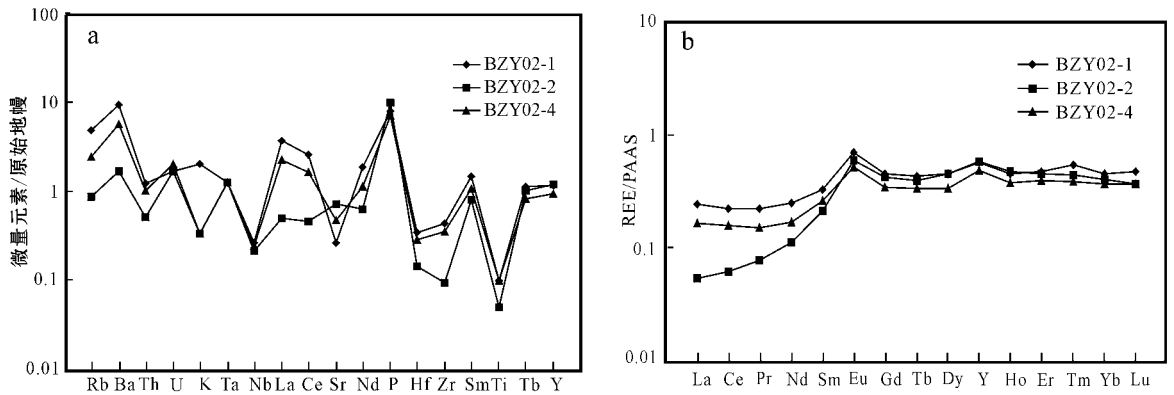 a
100
10
1
0.1
0.01
微量元素/原始地幔
BZY02-1
BZY02-2
BZY02-4
Rb Ba Th U K Ta Nb La Ce Sr Nd P Hf Zr Sm Ti Tb Y
b
10
1
0.1
0.01
REE/PAAS
BZY02-1
BZY02-2
BZY02-4
La Ce Pr Nd Sm Eu Gd Tb Dy Y Ho Er Tm Yb Lu